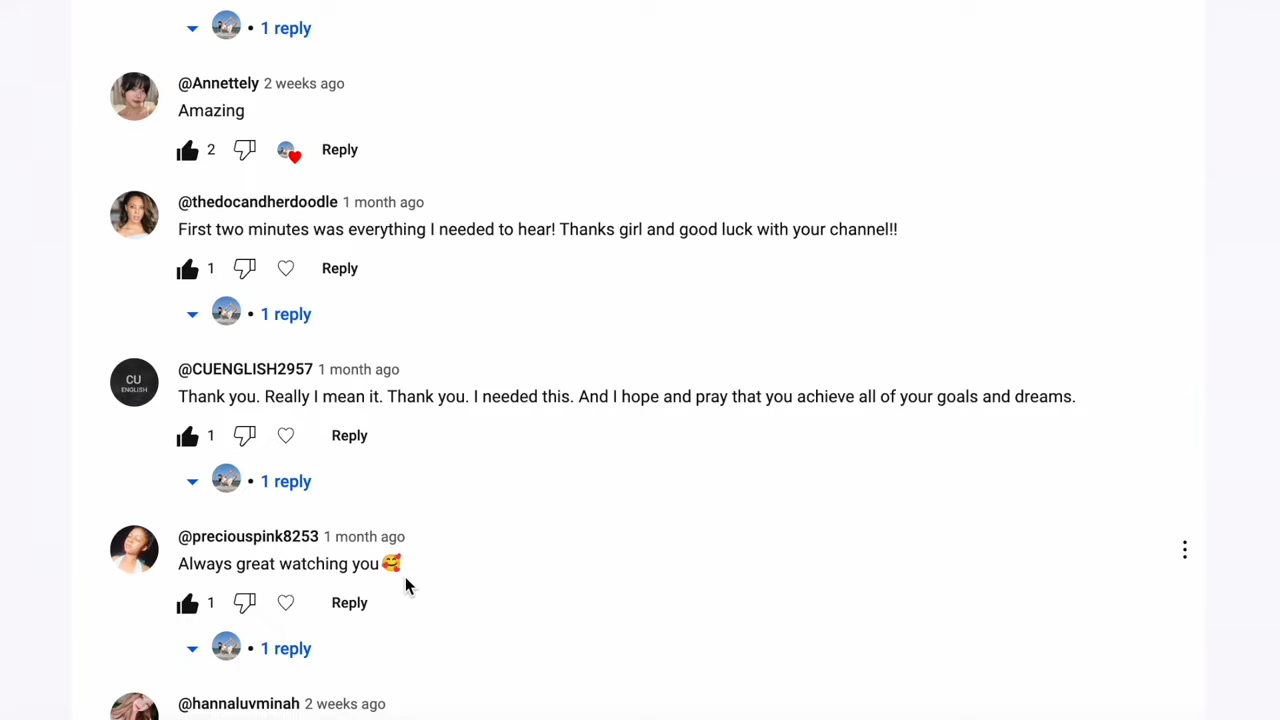 • 1 reply
@Annettely 2 weeks ago
Amazing
2 Reply
@thedocandherdoodle 1 month ago
First two minutes was everything I needed to hear! Thanks girl and good luck with your channel!!
1 Reply
• 1 reply
CU
ENGLISH
@CUENGLISH2957 1 month ago
Thank you. Really I mean it. Thank you. I needed this. And I hope and pray that you achieve all of your goals and dreams.
1 Reply
• 1 reply
@preciouspink8253 1 month ago
Always great watching you🥰
1 Reply
• 1 reply
@hannaluvminah 2 weeks ago